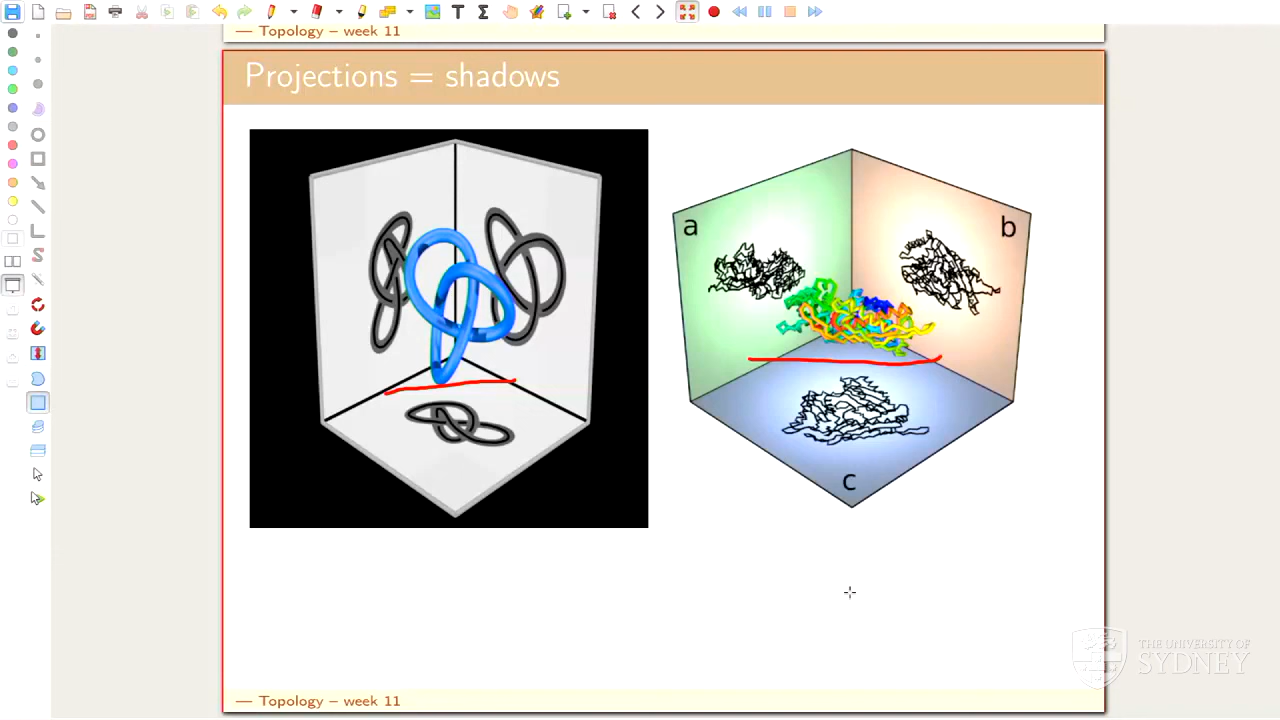 — Topology – week 11
Projections = shadows
a
b
c
THE UNIVERSITY OF
SYDNEY
— Topology – week 11